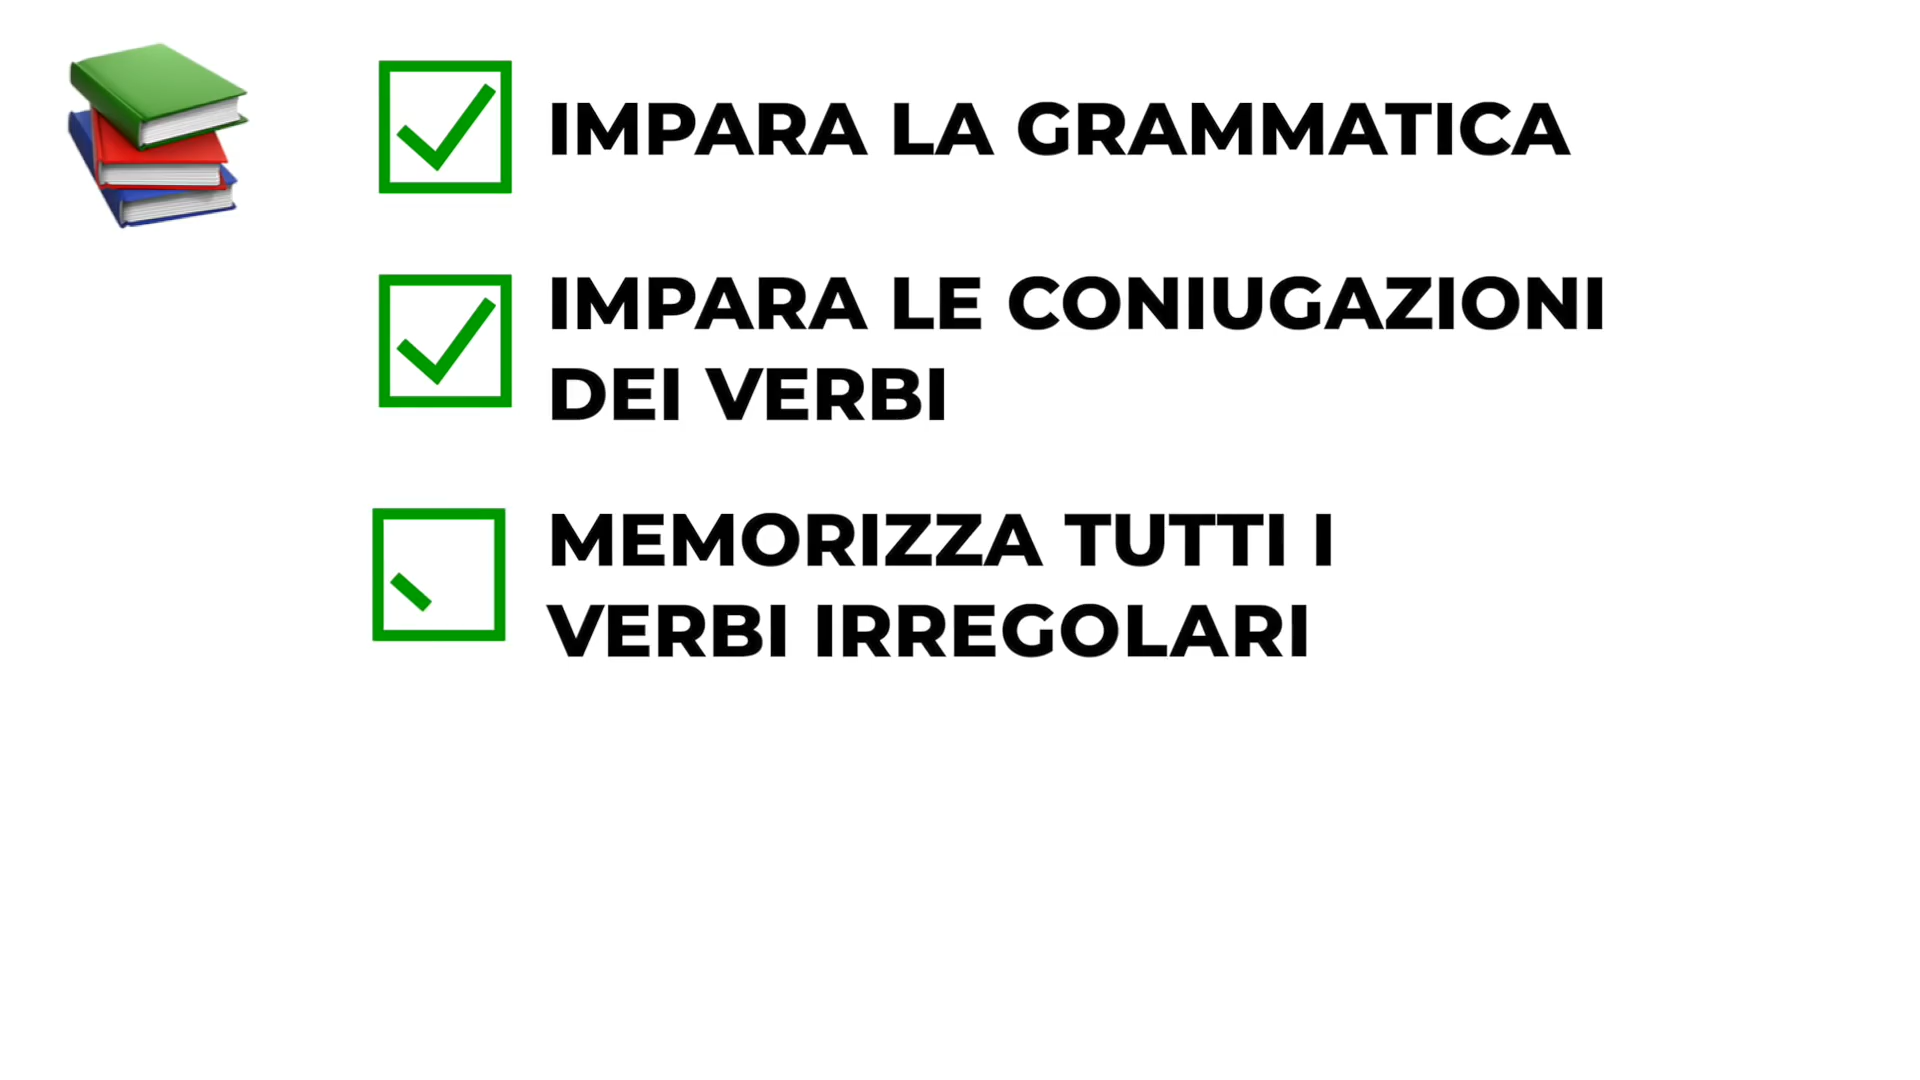 IMPARA LA GRAMMATICA
IMPARA LE CONIUGAZIONI
DEI VERBI
MEMORIZZA TUTTI I
VERBI IRREGOLARI